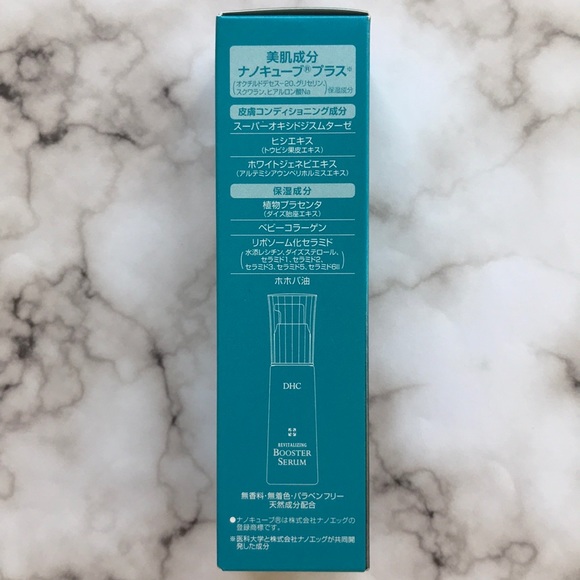 美肌成分
ナノキューブ®プラス※
(オクチルドデセス-20、グリセリン、
スクワラン、ヒアルロン酸Na) 保湿成分
皮膚コンディショニング成分
スーパーオキシドジスムターゼ
ヒシエキス
(トウビシ果皮エキス)
ホワイトジェネピエキス
(アルテミシアウンベリホルミスエキス)
保湿成分
植物プラセンタ
(ダイズ胎座エキス)
ベビーコラーゲン
リポソーム化セラミド
(水添レシチン、ダイズステロール、
セラミド1、セラミド2、
セラミド3、セラミド5、セラミド6Ⅱ)
ホホバ油
DHC
REVITALIZING
BOOSTER
SERUM
無香料・無着色・パラベンフリー
天然成分配合
●ナノキューブ®は株式会社ナノエッグの
登録商標です。
※医科大学と株式会社ナノエッグが共同開
発した成分